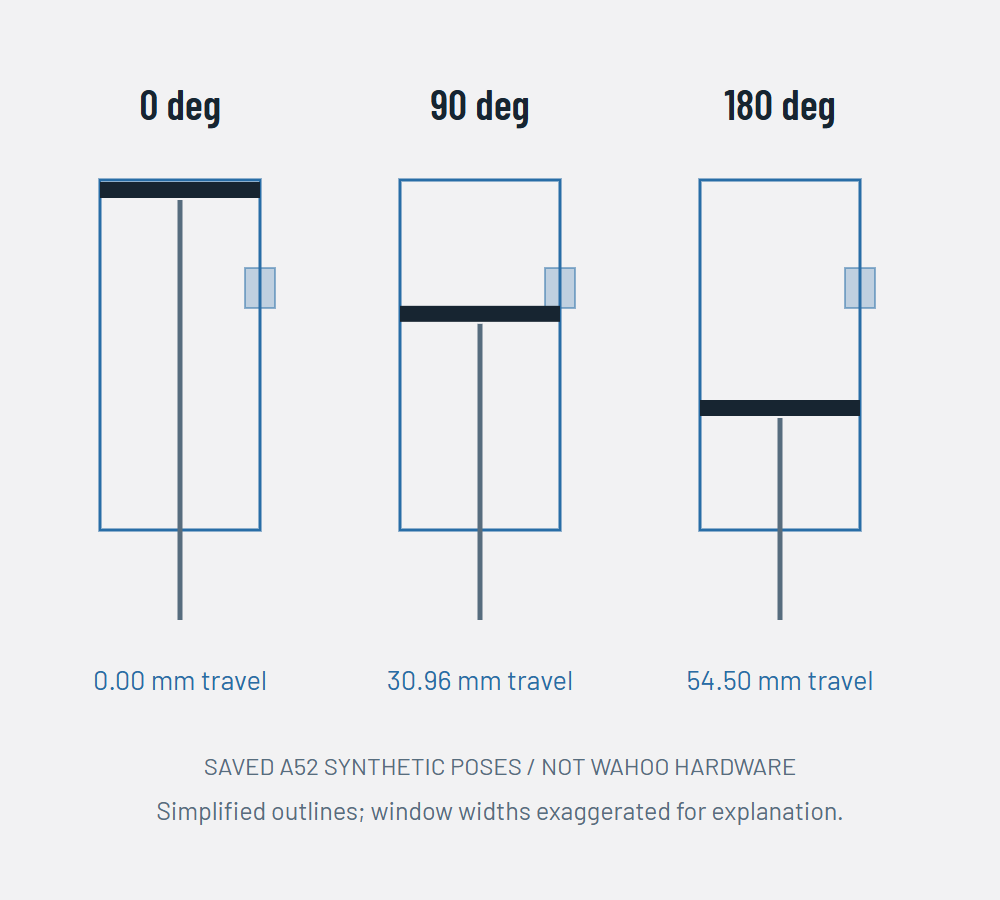 0 deg 90 deg 180 deg
0.00 mm travel 30.96 mm travel 54.50 mm travel
SAVED A52 SYNTHETIC POSES / NOT WAHOO HARDWARE
Simplified outlines; window widths exaggerated for explanation.